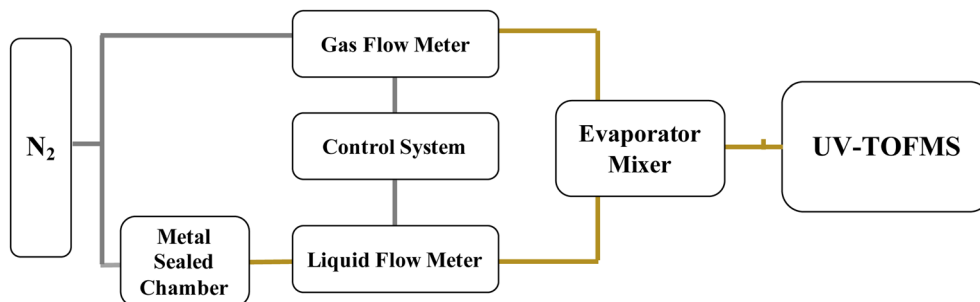 N₂
Gas Flow Meter
Control System
Metal
Sealed
Chamber
Liquid Flow Meter
Evaporator
Mixer
UV-TOFMS